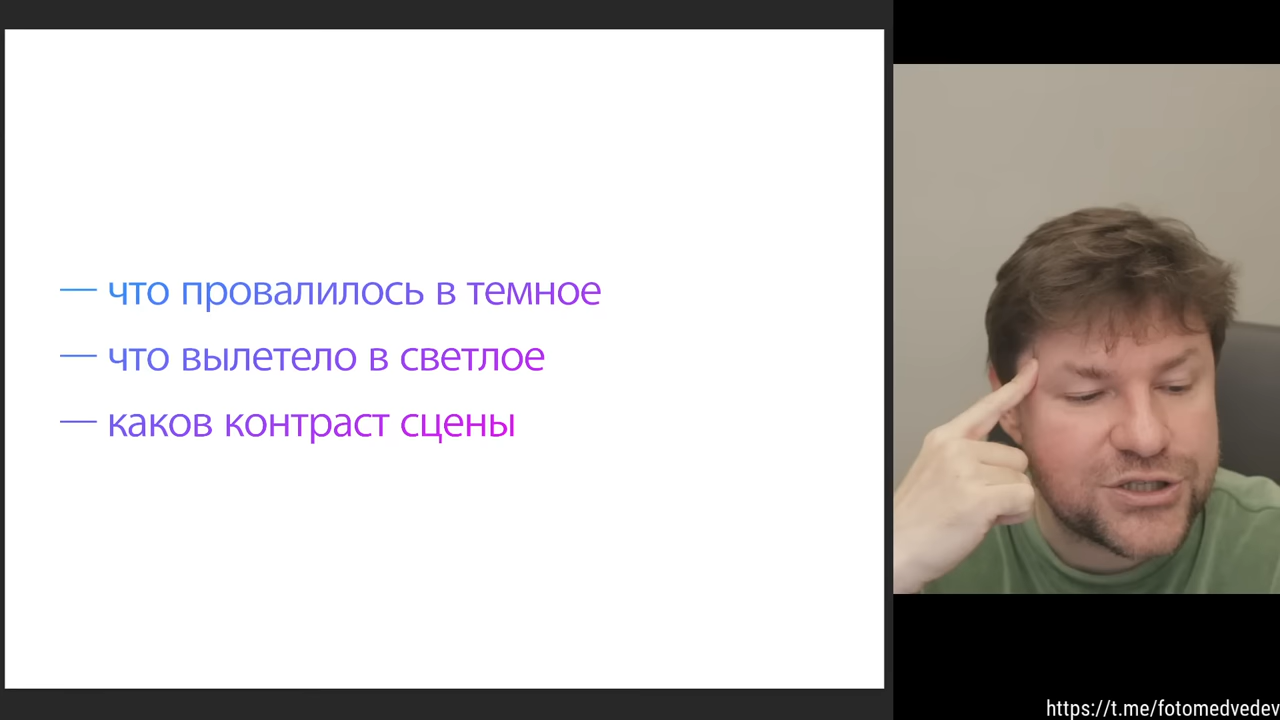 — что провалилось в темное
— что вылетело в светлое
— каков контраст сцены
https://t.me/fotomedvedev